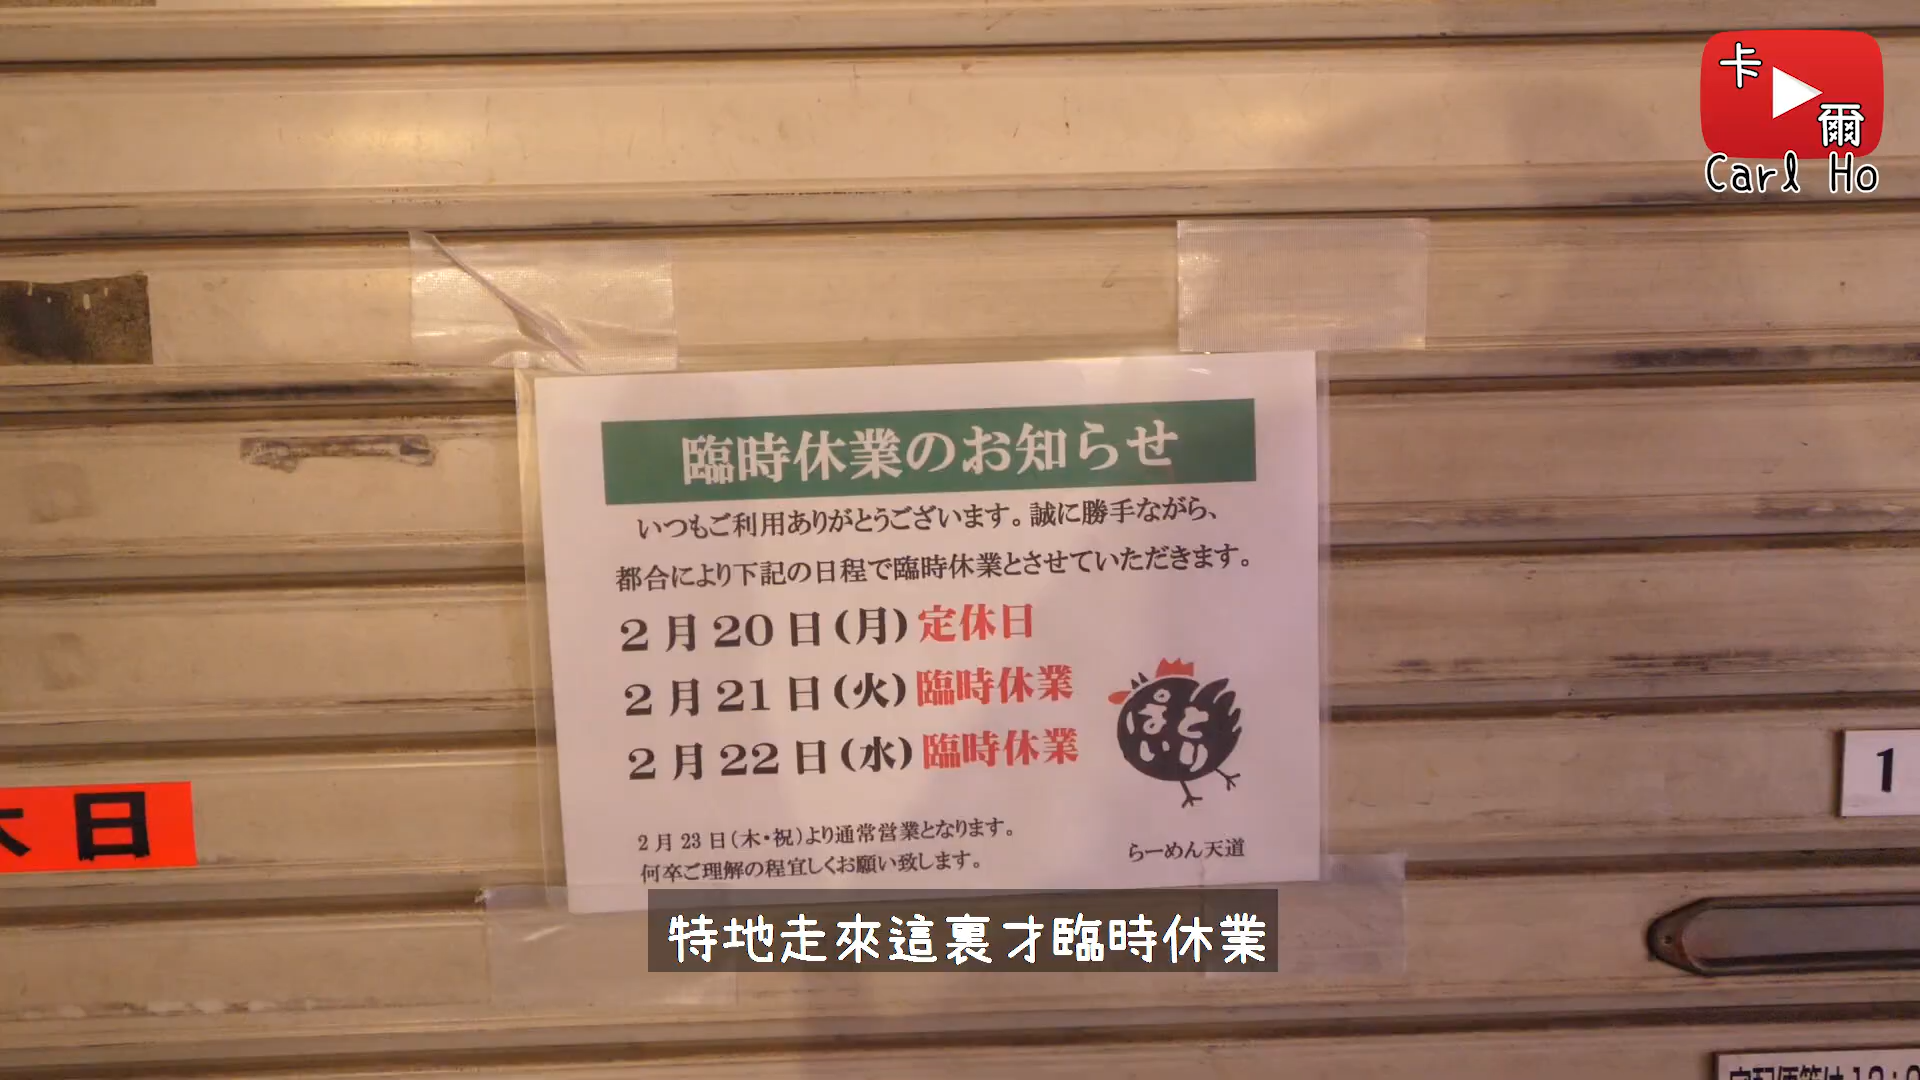 卡
爾
Carl Ho
臨時休業のお知らせ
いつもご利用ありがとうございます。誠に勝手ながら、
都合により下記の日程で臨時休業とさせていただきます。
2月20日(月)定休日
2月21日(火)臨時休業
2月22日(水)臨時休業
とり
ぱい
2月23日(木・祝)より通常営業となります。
何卒ご理解の程宜しくお願い致します。
らーめん天道
休日
1
特地走來這裏才臨時休業